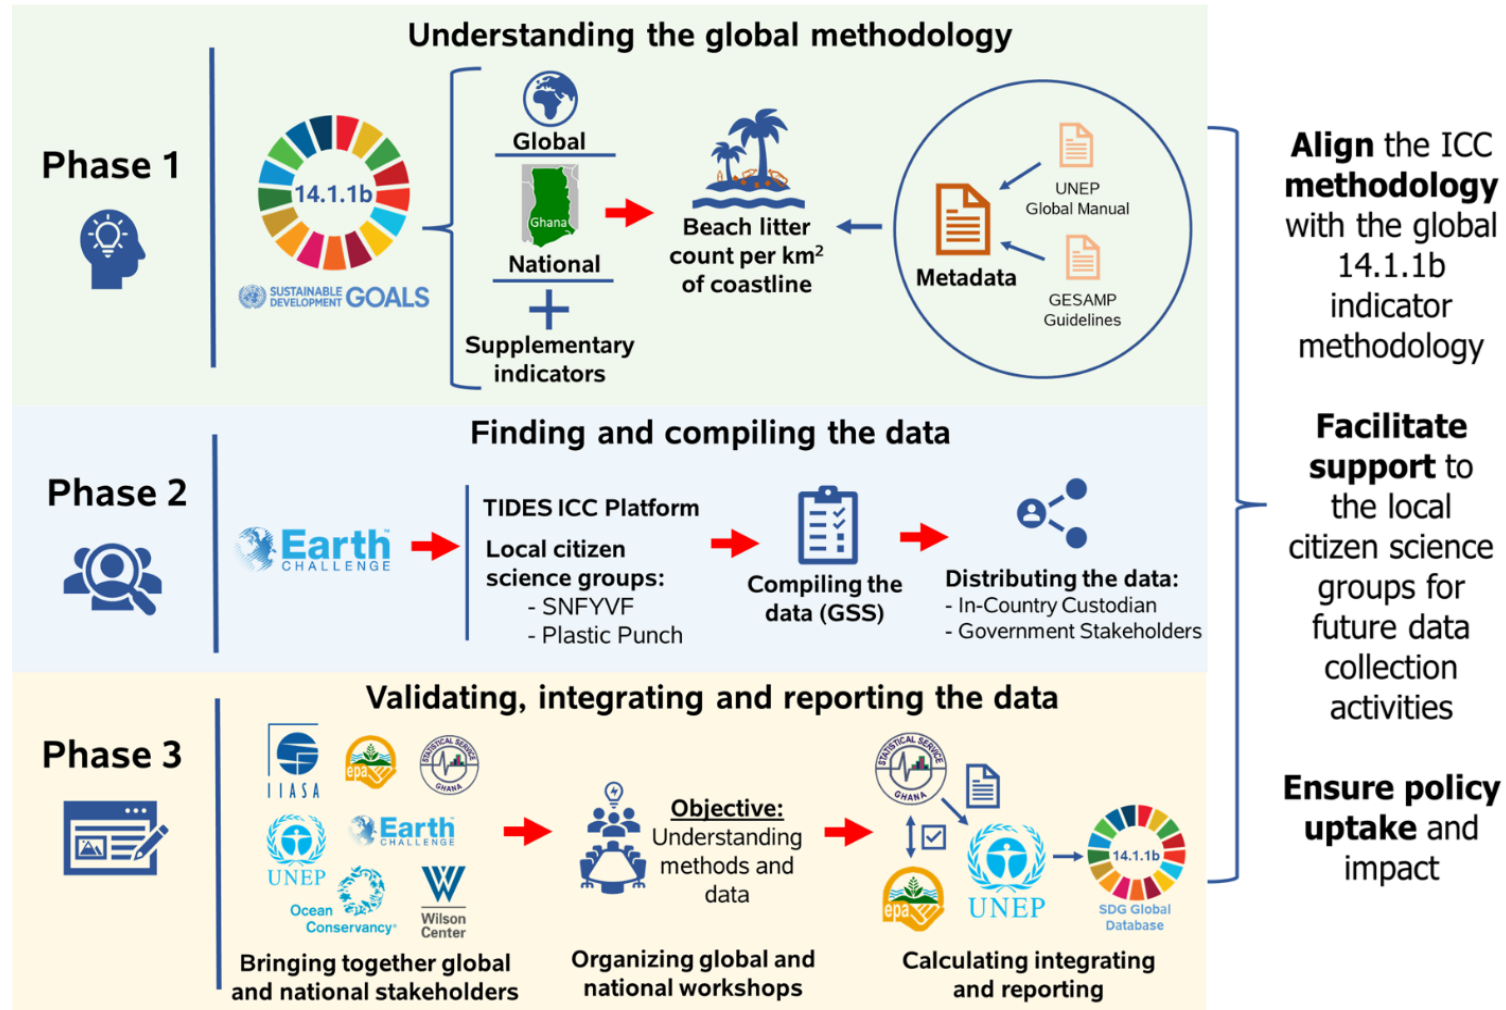 Understanding the global methodology
Phase 1
14.1.1b
SUSTAINABLE
DEVELOPMENT
GOALS
Global
Ghana
National
Supplementary
indicators
Beach litter
count per km²
of coastline
Metadata
UNEP
Global Manual
GESAMP
Guidelines
Finding and compiling the data
Phase 2
Earth
CHALLENGE
TIDES ICC Platform
Local citizen
science groups:
- SNFYVF
- Plastic Punch
Compiling the
data (GSS)
Distributing the data:
- In-Country Custodian
- Government Stakeholders
Validating, integrating and reporting the data
Phase 3
IIASA
epa
STATISTICAL SERVICE
GHANA
UNEP
Earth
CHALLENGE
Ocean
Conservancy®
Wilson
Center
Bringing together global
and national stakeholders
Objective:
Understanding
methods and
data
Organizing global and
national workshops
STATISTICAL SERVICE
GHANA
epa
UNEP
14.1.1b
SDG Global
Database
Calculating integrating
and reporting
Align the ICC
methodology
with the global
14.1.1b
indicator
methodology
Facilitate
support to
the local
citizen science
groups for
future data
collection
activities
Ensure policy
uptake and
impact